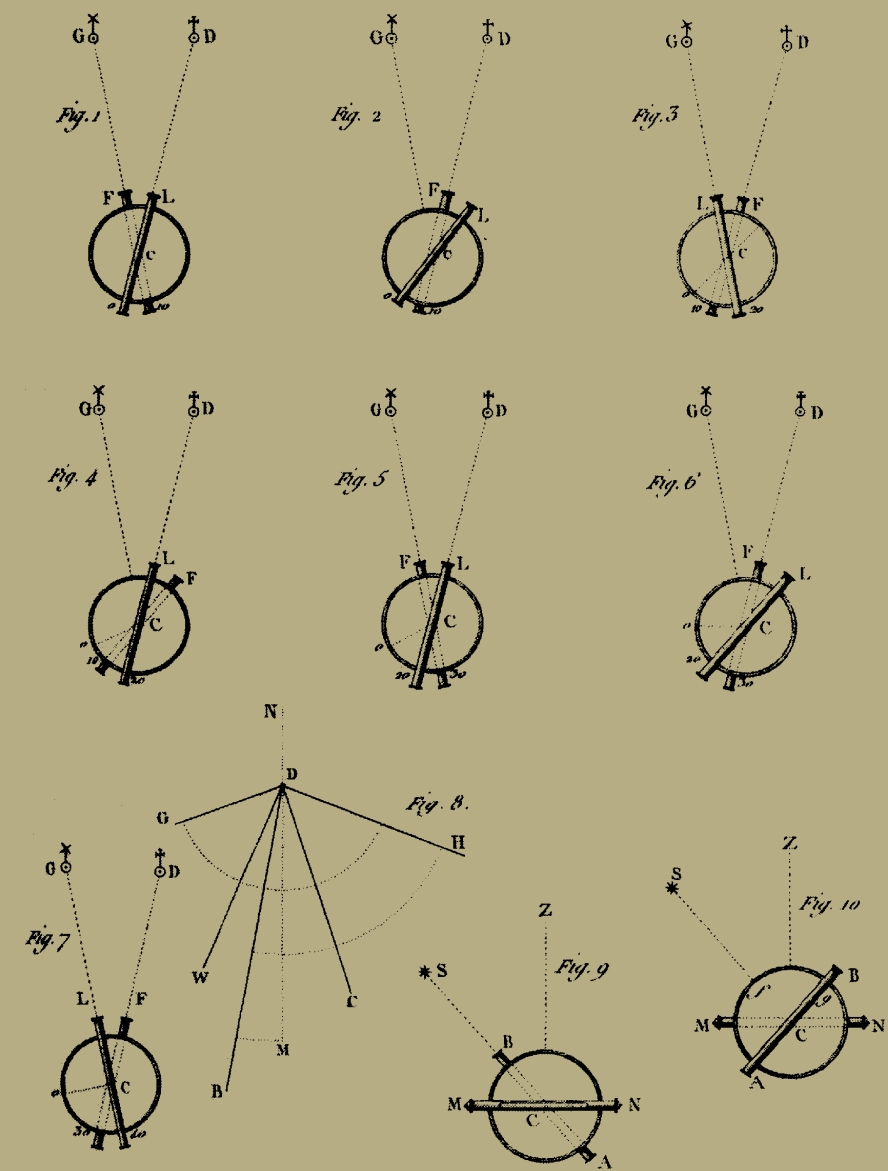 G D
Fig. 1
F L
C
0 10
G D
Fig. 2
F L
C
0 10
G D
Fig. 3
L F
C
0
10 20
G D
Fig. 4
L F
C
0
10 20
G D
Fig. 5
F L
C
0
20 30
G D
Fig. 6
F L
0 C
20 30
N
D
Fig. 8.
G
H
W
C
M
B
G D
Fig. 7
L F
C
0
30 40
Z
S
Fig. 9
B
M N
C
A
Z
S
Fig. 10
f g B
M N
C
A